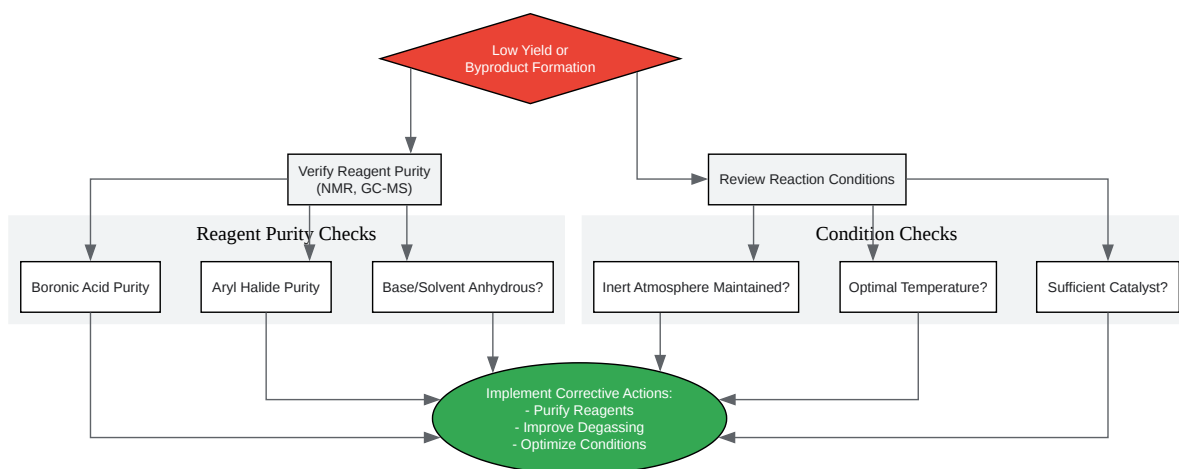 Low Yield or
Byproduct Formation
Verify Reagent Purity
(NMR, GC-MS)
Review Reaction Conditions
Reagent Purity Checks
Condition Checks
Boronic Acid Purity
Aryl Halide Purity
Base/Solvent Anhydrous?
Inert Atmosphere Maintained?
Optimal Temperature?
Sufficient Catalyst?
Implement Corrective Actions:
- Purify Reagents
- Improve Degassing
- Optimize Conditions